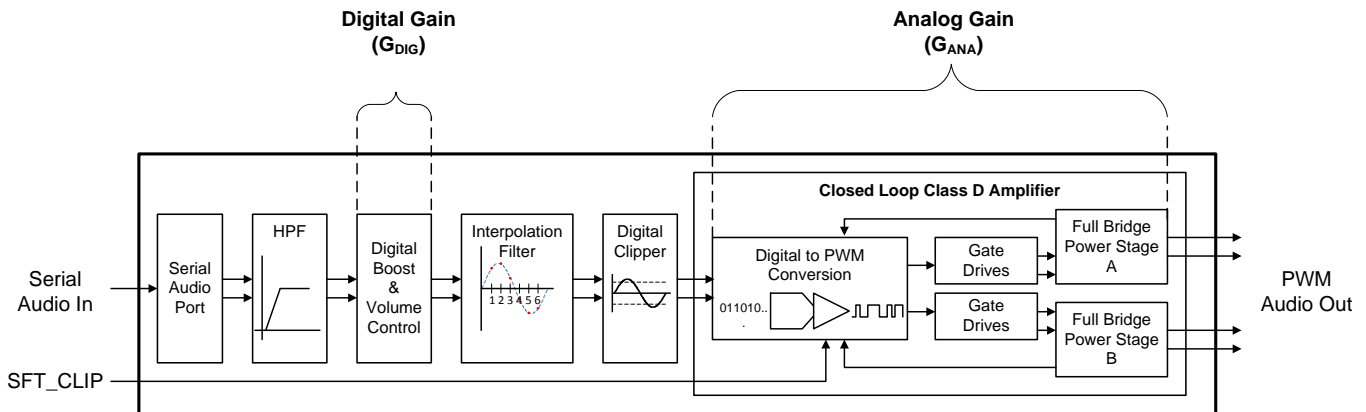 Digital Gain
(GDIG)
Analog Gain
(GANA)
Closed Loop Class D Amplifier
Serial
Audio In
Serial
Audio
Port
HPF
Digital
Boost
&
Volume
Control
Interpolation
Filter
1 2 3 4 5 6
Digital
Clipper
Digital to PWM
Conversion
011010..
.
Gate
Drives
Gate
Drives
Full Bridge
Power Stage
A
Full Bridge
Power Stage
B
PWM
Audio Out
SFT_CLIP